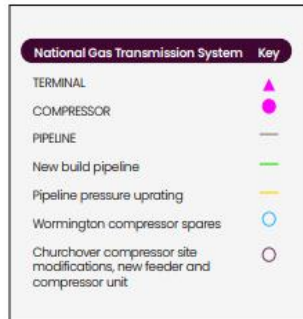 National Gas Transmission System Key
TERMINAL
COMPRESSOR
PIPELINE
New build pipeline
Pipeline pressure uprating
Wormington compressor spares
Churchover compressor site
modifications, new feeder and
compressor unit